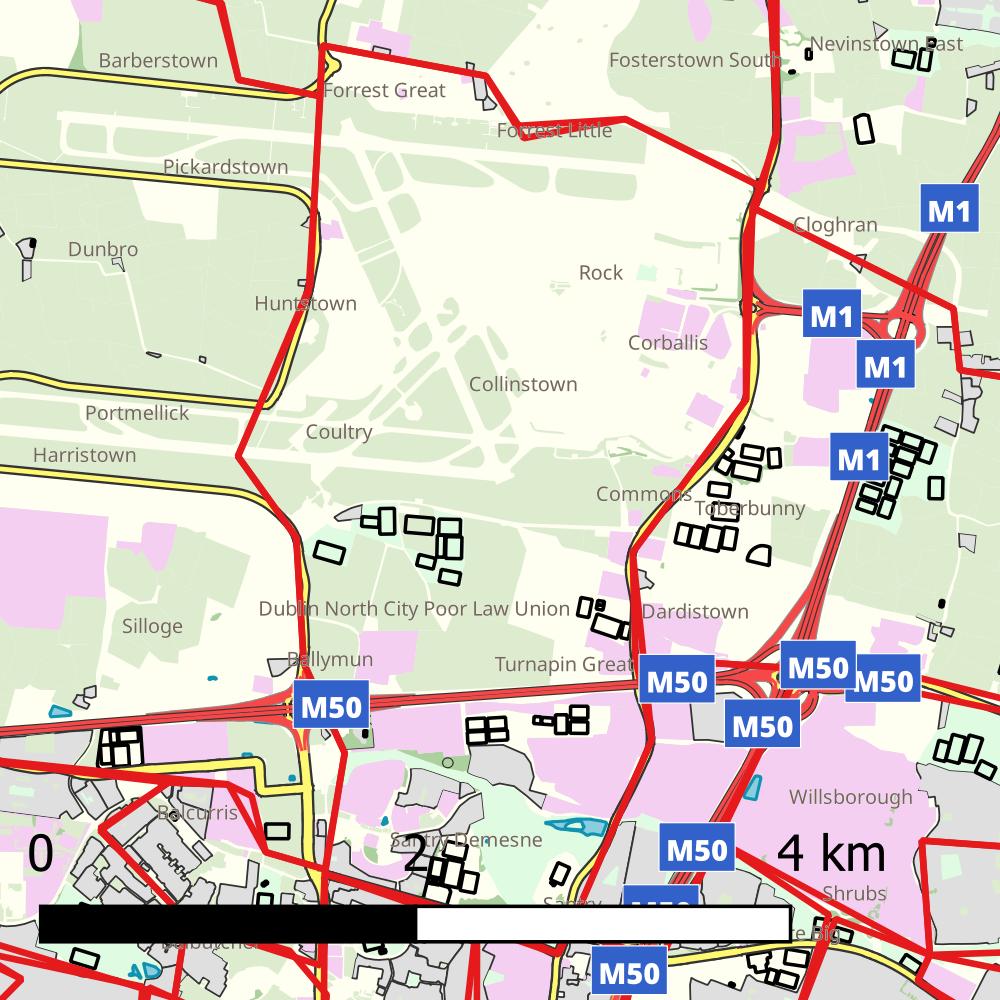 Nevinstown East
Barberstown
Fosterstown South
Forrest Great
Forrest Little
Pickardstown
M1
Cloghran
Dunbro
Rock
Huntstown
M1
Corballis
M1
Collinstown
Portmellick
Coultry
Harristown
M1
Commons
Toberbunny
Dublin North City Poor Law Union
Dardistown
Silloge
Ballymun
Turnapin Great
M50
M50
M50
M50
M50
Willsborough
Balcurris
Santry Demesne
M50
0
2
4 km
Shrubs
Santry
M50
M50